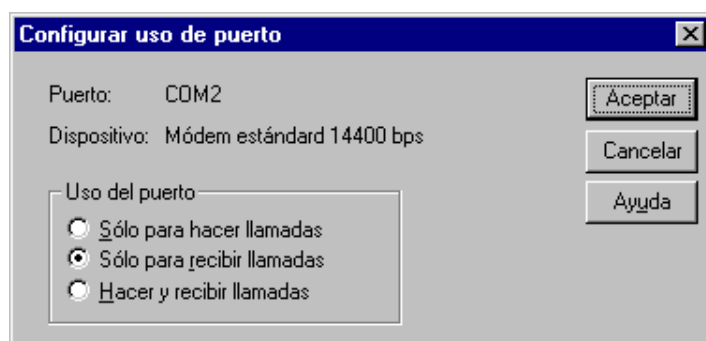 Configurar uso de puerto
Puerto: COM2
Dispositivo: Módem estándard 14400 bps
Uso del puerto
Sólo para hacer llamadas
Sólo para recibir llamadas
Hacer y recibir llamadas
Aceptar
Cancelar
Ayuda